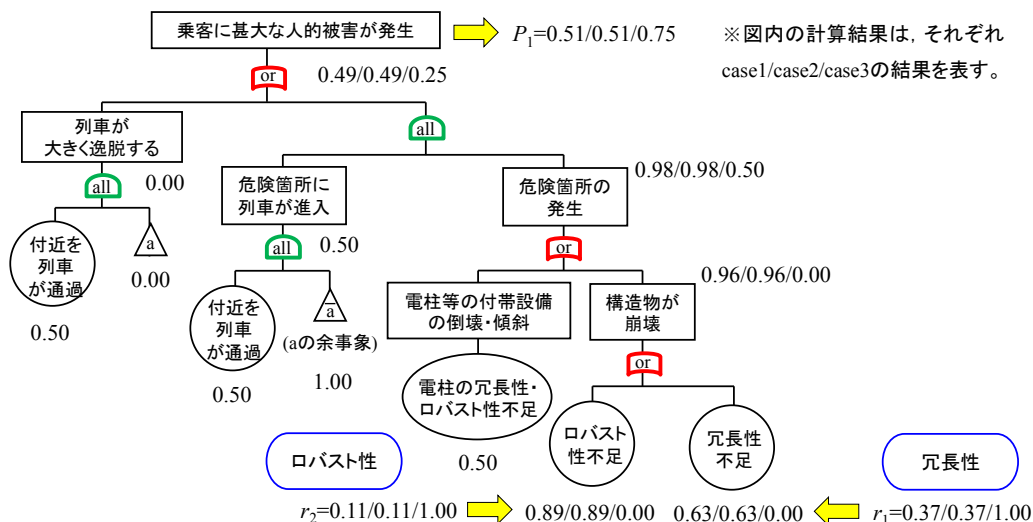 乗客に甚大な人的被害が発生
P1=0.51/0.51/0.75
※図内の計算結果は，それぞれ
case1/case2/case3の結果を表す。
or
0.49/0.49/0.25
列車が
大きく逸脱する
all
all
0.00
危険箇所に
列車が進入
危険箇所の
発生
0.98/0.98/0.50
付近を
列車
が通過
a
0.00
0.50
all
0.50
or
0.96/0.96/0.00
付近を
列車
が通過
a
(aの余事象)
0.50
1.00
電柱等の付帯設備
の倒壊・傾斜
構造物が
崩壊
or
電柱の冗長性・
ロバスト性不足
0.50
ロバスト
性不足
冗長性
不足
ロバスト性
冗長性
r2=0.11/0.11/1.00
0.89/0.89/0.00
0.63/0.63/0.00
r1=0.37/0.37/1.00